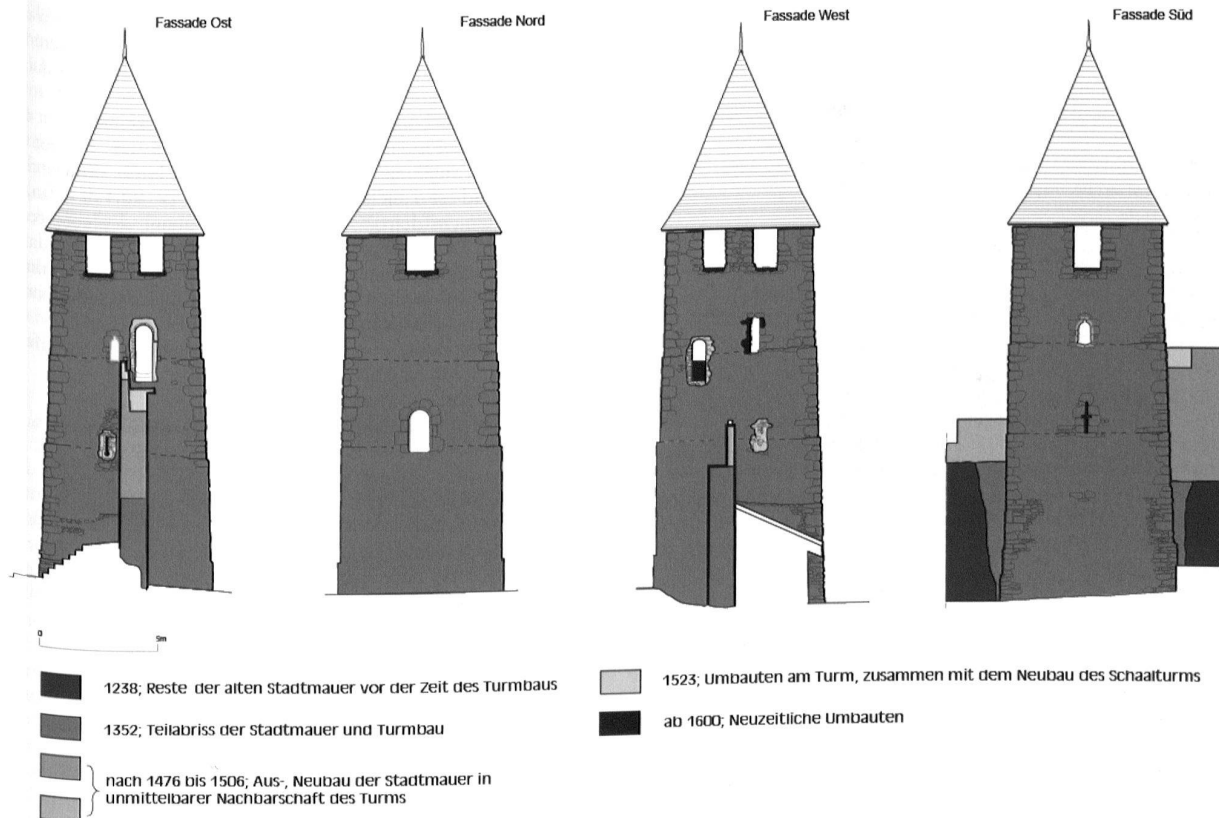 Fassade Ost
Fassade Nord
Fassade West
Fassade Süd
0
5m
1238; Reste der alten Stadtmauer vor der Zeit des Turmbaus
1352; Teilabriss der Stadtmauer und Turmbau
nach 1476 bis 1506; Aus-, Neubau der Stadtmauer in
unmittelbarer Nachbarschaft des Turms
1523; Umbauten am Turm, zusammen mit dem Neubau des Schaalturms
ab 1600; Neuzeitliche Umbauten